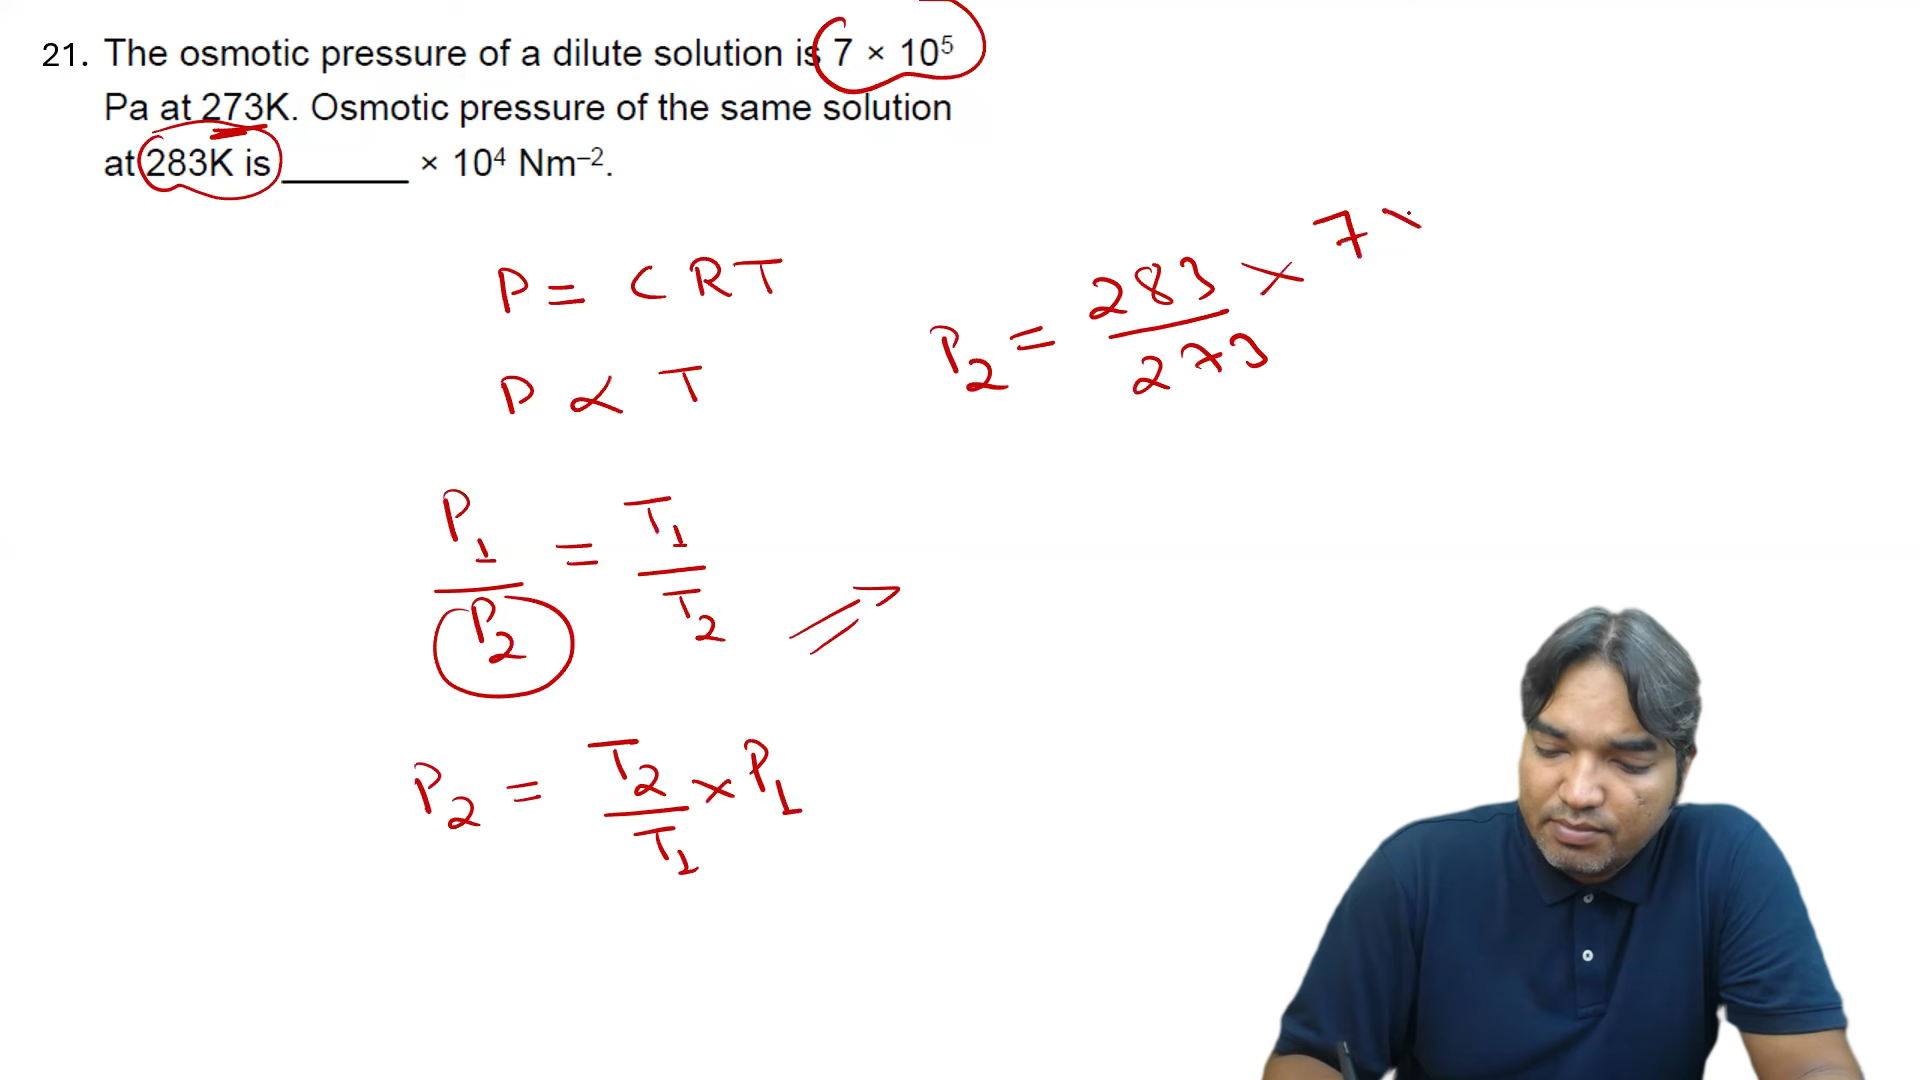 21. The osmotic pressure of a dilute solution is 7 × 10⁵
Pa at 273K. Osmotic pressure of the same solution
at 283K is ______ × 10⁴ Nm⁻².
P = CRT
P ∝ T
P₁/P₂ = T₁/T₂ ⇒
P₂ = T₂/T₁ × P₁
P₂ = 283/273 × 7 ×